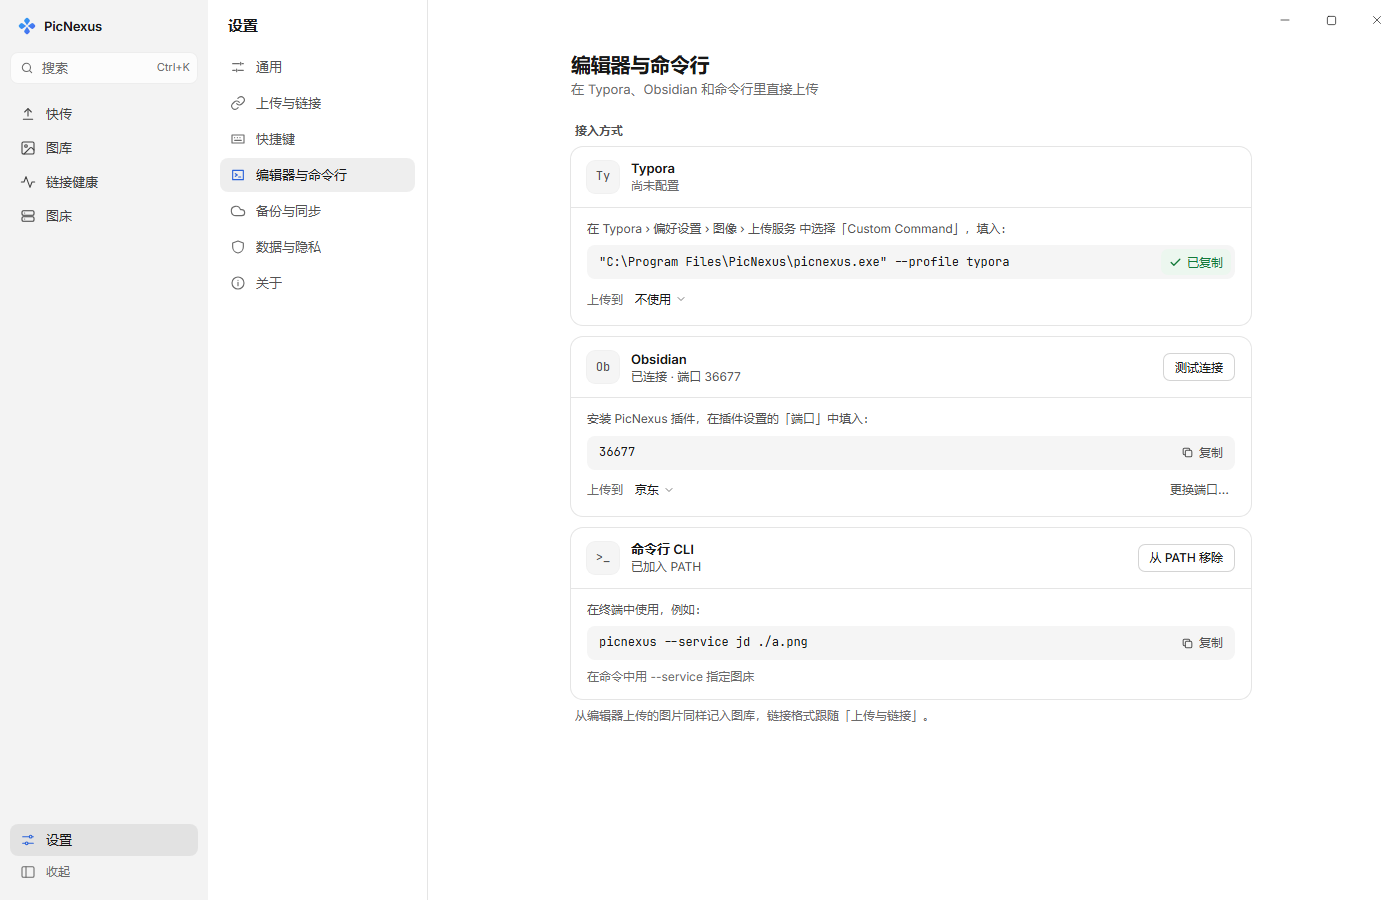 PicNexus
搜索 Ctrl+K
快传
图库
链接健康
图床
设置
收起
设置
通用
上传与链接
快捷键
编辑器与命令行
备份与同步
数据与隐私
关于
编辑器与命令行
在 Typora、Obsidian 和命令行里直接上传
接入方式
Ty
Typora
尚未配置
在 Typora › 偏好设置 › 图像 › 上传服务 中选择「Custom Command」，填入：
"C:\Program Files\PicNexus\picnexus.exe" --profile typora
已复制
上传到 不使用
Ob
Obsidian
已连接 · 端口 36677
测试连接
安装 PicNexus 插件，在插件设置的「端口」中填入：
36677
复制
上传到 京东
更换端口...
>_
命令行 CLI
已加入 PATH
从 PATH 移除
在终端中使用，例如：
picnexus --service jd ./a.png
复制
在命令中用 --service 指定图床
从编辑器上传的图片同样记入图库，链接格式跟随「上传与链接」。